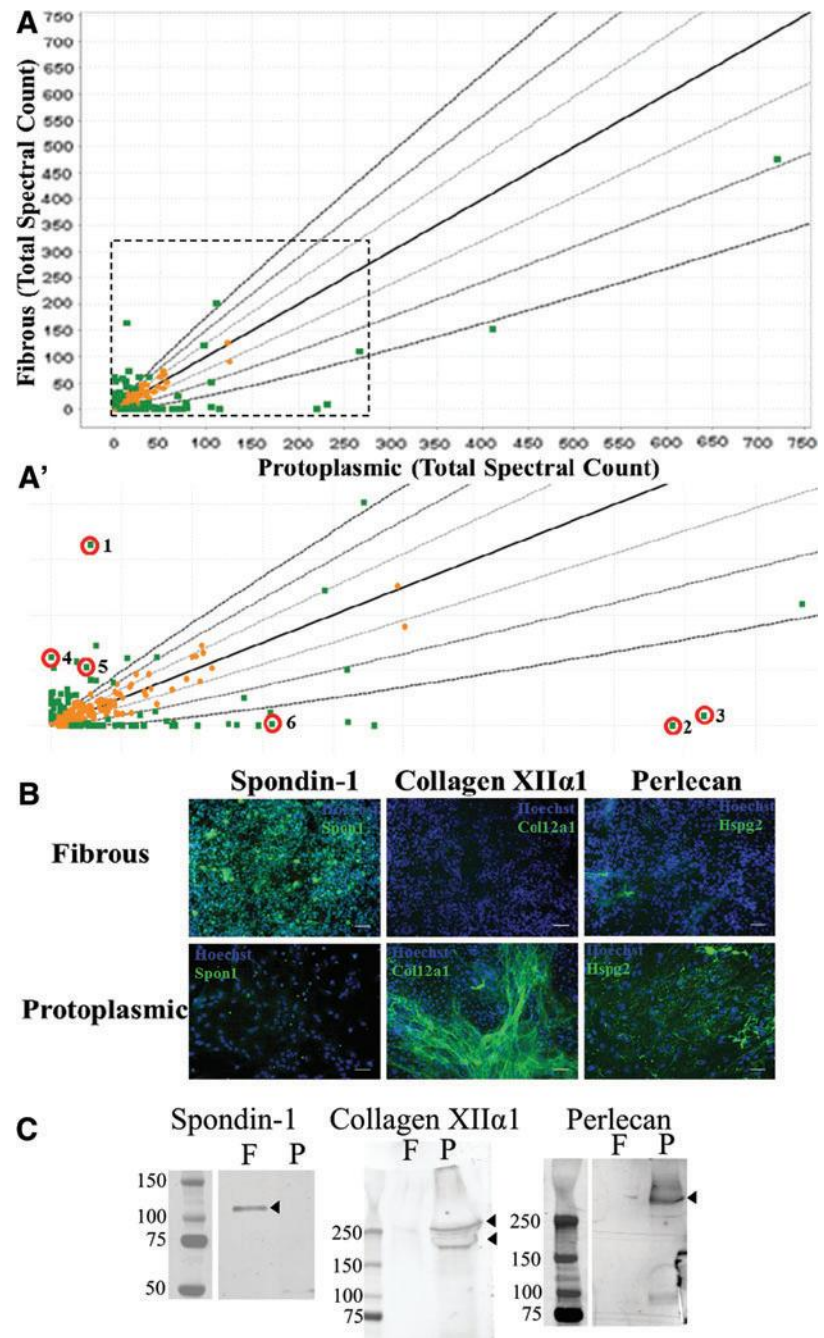 A
Fibrous (Total Spectral Count)
750
700
650
600
550
500
450
400
350
300
250
200
150
100
50
0
0 50 100 150 200 250 300 350 400 450 500 550 600 650 700 750
Protoplasmic (Total Spectral Count)
A'
1
4
5
6
2
3
B
Spondin-1 Collagen XIIα1 Perlecan
Fibrous
Hoechst
Spon1
Hoechst
Col12a1
Hoechst
Hspg2
Protoplasmic
Hoechst
Spon1
Hoechst
Col12a1
Hoechst
Hspg2
C
Spondin-1 Collagen XIIα1 Perlecan
F P
F P
F P
150
100
75
50
250
150
100
75
250
150
100
75